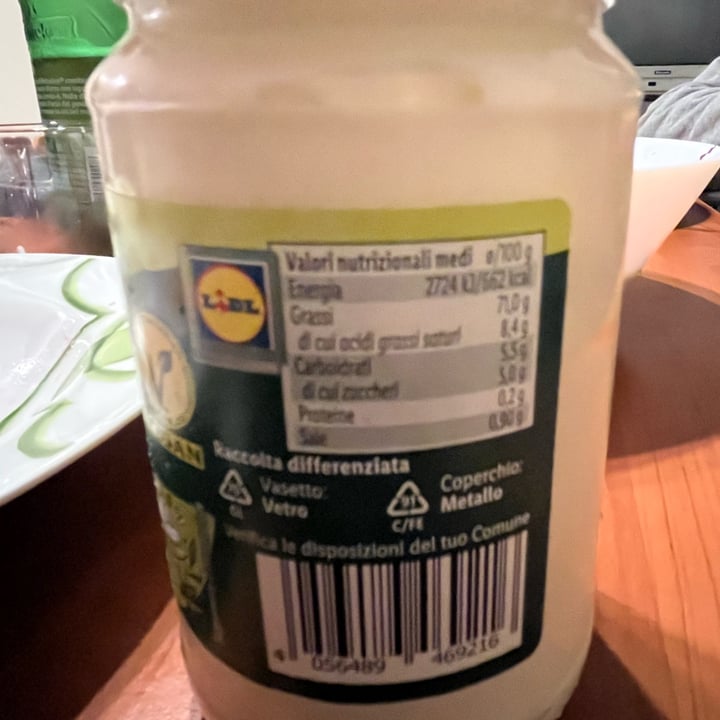 LIDL
Valori nutrizionali medi ø/100 g
Energia 2724 kJ/662 kcal
Grassi 71,0 g
di cui acidi grassi saturi 8,4 g
Carboidrati 5,5 g
di cui zuccheri 5,0 g
Proteine 0,2 g
Sale 0,90 g
Raccolta differenziata
Vasetto: Vetro
GL
Coperchio: Metallo
91
C/FE
Verifica le disposizioni del tuo Comune
4 056489 469216